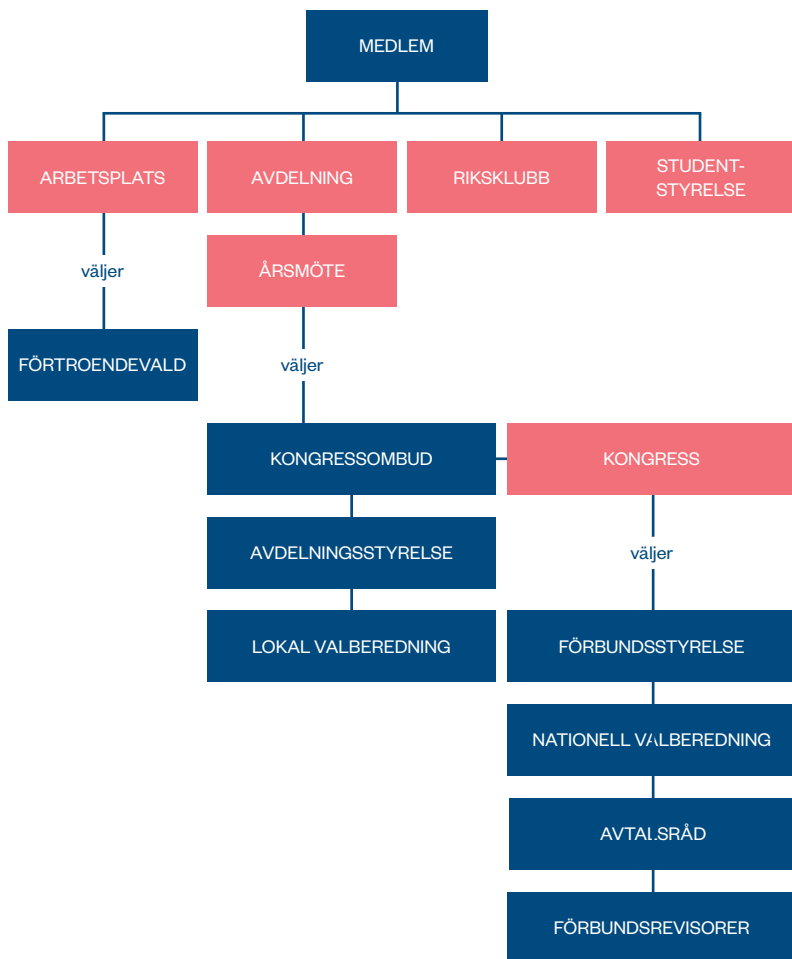 MEDLEM
ARBETSPLATS
AVDELNING
RIKSKLUBB
STUDENT-
STYRELSE
väljer
ÅRSMÖTE
FÖRTROENDEVALD
väljer
KONGRESSOMBUD
KONGRESS
AVDELNINGSSTYRELSE
väljer
LOKAL VALBEREDNING
FÖRBUNDSSTYRELSE
NATIONELL VALBEREDNING
AVTALSRÅD
FÖRBUNDSREVISORER